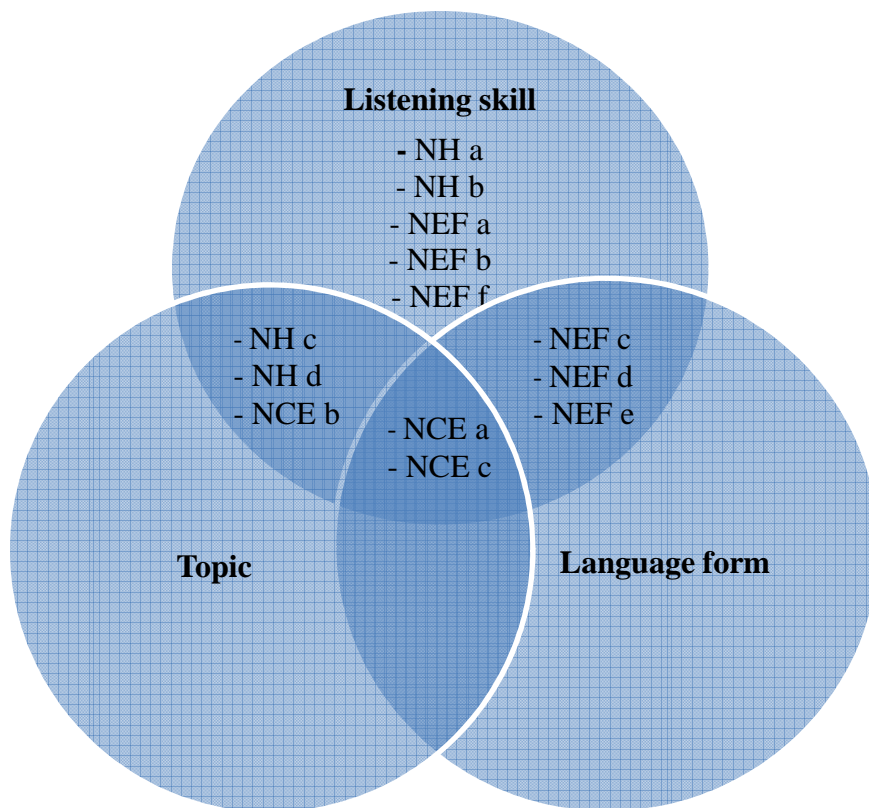 Listening skill
- NH a
- NH b
- NEF a
- NEF b
- NEF f
- NH c
- NH d
- NCE b
- NEF c
- NEF d
- NEF e
- NCE a
- NCE c
Topic
Language form